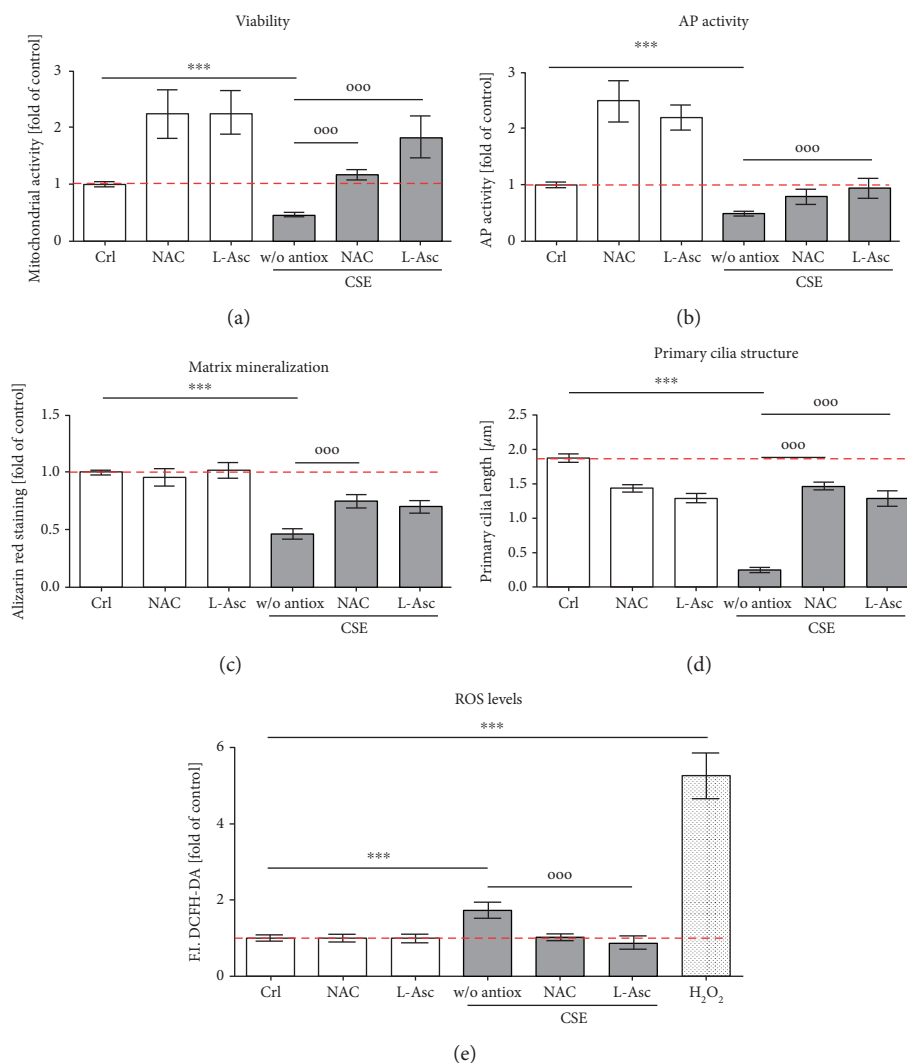 Viability
***
ooo
ooo
Mitochondrial activity [fold of control]
3
2
1
0
Crl NAC L-Asc w/o antiox NAC L-Asc
CSE
(a)
AP activity
***
ooo
AP activity [fold of control]
3
2
1
0
Crl NAC L-Asc w/o antiox NAC L-Asc
CSE
(b)
Matrix mineralization
***
ooo
Alizarin red staining [fold of control]
1.5
1.0
0.5
0.0
Crl NAC L-Asc w/o antiox NAC L-Asc
CSE
(c)
Primary cilia structure
***
ooo
ooo
Primary cilia length [μm]
2.5
2.0
1.5
1.0
0.5
0.0
Crl NAC L-Asc w/o antiox NAC L-Asc
CSE
(d)
ROS levels
***
***
ooo
F.I. DCFH-DA [fold of control]
6
4
2
0
Crl NAC L-Asc w/o antiox NAC L-Asc H₂O₂
CSE
(e)